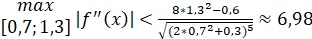 max
[0,7; 1,3] |f″(x)| < 8*1,3²−0,6 / √((2*0,7²+0,3)⁵) ≈ 6,98